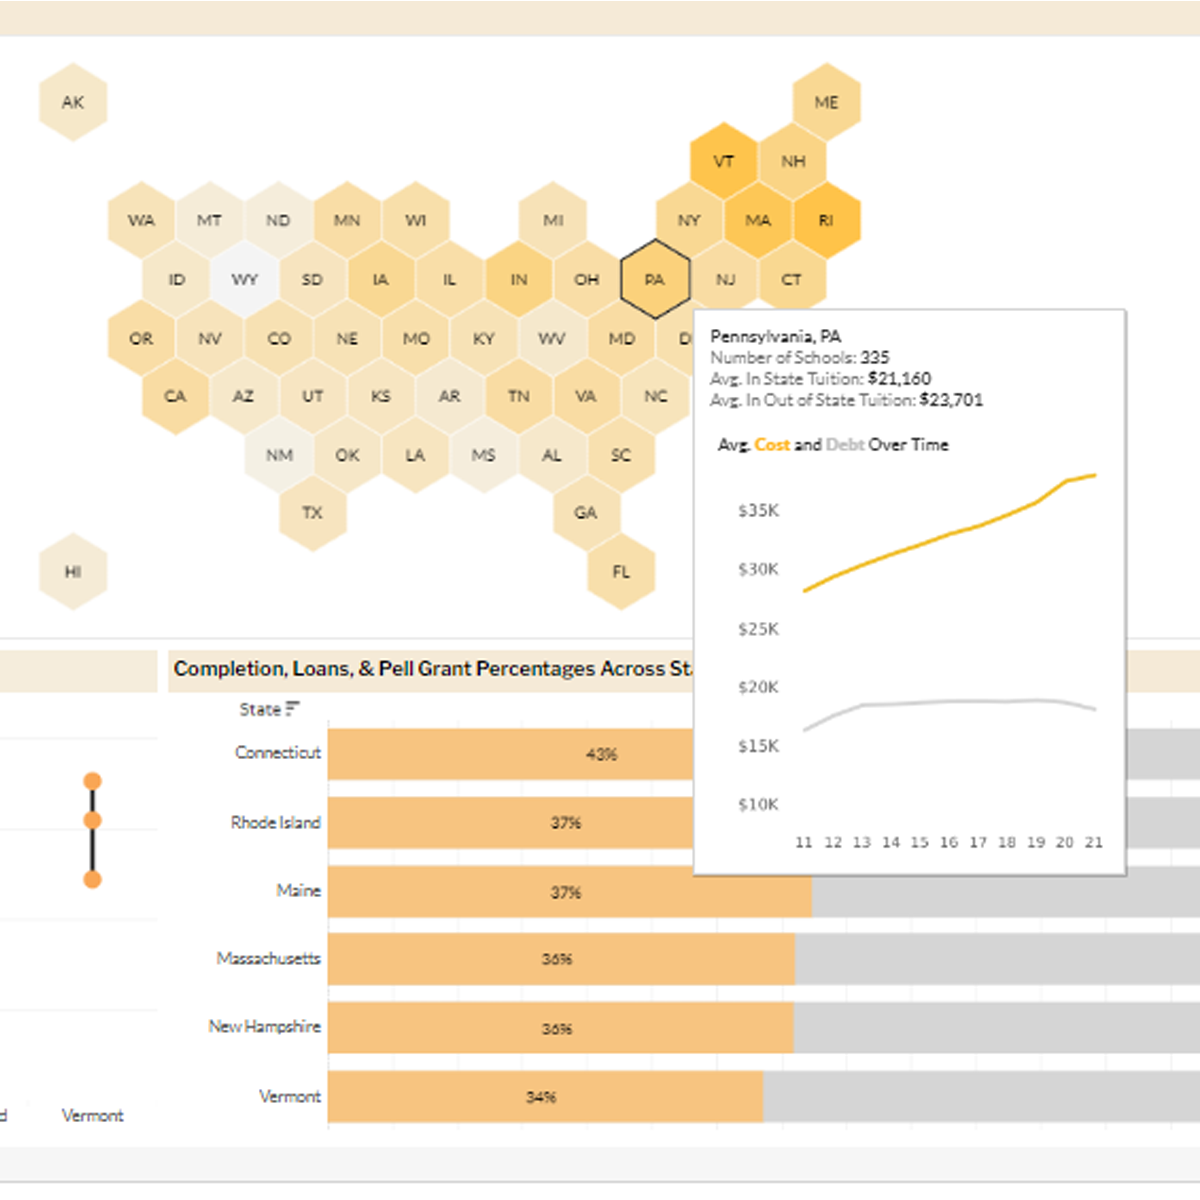 AK
ME
VT NH
WA MT ND MN WI MI NY MA RI
ID WY SD IA IL IN OH PA NJ CT
OR NV CO NE MO KY WV MD D
CA AZ UT KS AR TN VA NC
NM OK LA MS AL SC
TX GA
HI FL
Pennsylvania, PA
Number of Schools: 335
Avg. In State Tuition: $21,160
Avg. In Out of State Tuition: $23,701
Avg. Cost and Debt Over Time
$35K
$30K
$25K
$20K
$15K
$10K
11 12 13 14 15 16 17 18 19 20 21
Completion, Loans, & Pell Grant Percentages Across St
State
Connecticut 43%
Rhode Island 37%
Maine 37%
Massachusetts 36%
New Hampshire 36%
Vermont 34%
d Vermont